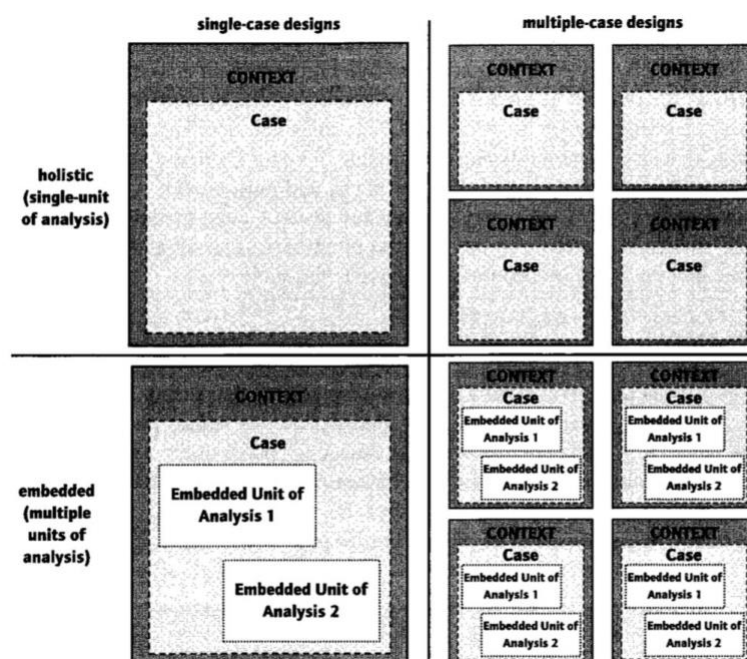 single-case designs
multiple-case designs
CONTEXT
Case
holistic
(single-unit
of analysis)
CONTEXT
Case
CONTEXT
Case
CONTEXT
Case
CONTEXT
Case
embedded
(multiple
units of
analysis)
CONTEXT
Case
Embedded Unit of
Analysis 1
Embedded Unit of
Analysis 2
CONTEXT
Case
Embedded Unit of
Analysis 1
Embedded Unit of
Analysis 2
CONTEXT
Case
Embedded Unit of
Analysis 1
Embedded Unit of
Analysis 2
CONTEXT
Case
Embedded Unit of
Analysis 1
Embedded Unit of
Analysis 2
CONTEXT
Case
Embedded Unit of
Analysis 1
Embedded Unit of
Analysis 2